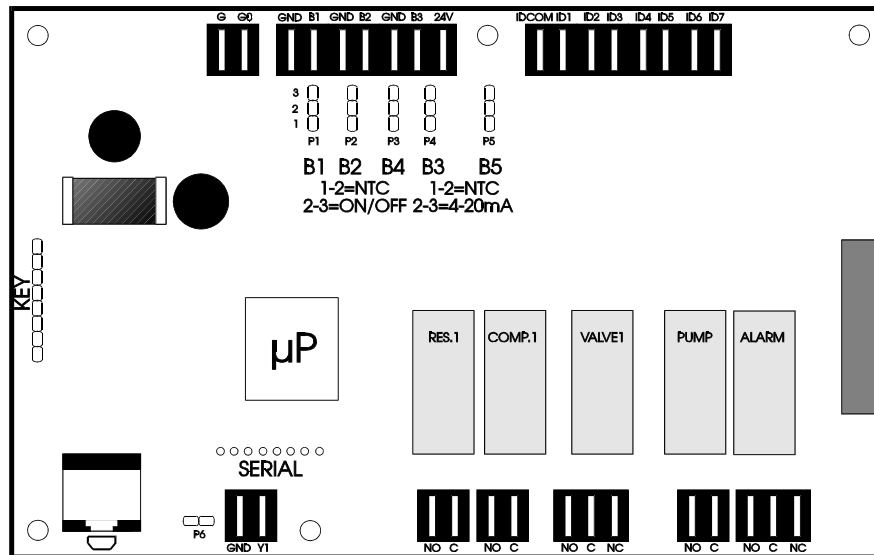 G G0 GND B1 GND B2 GND B3 24V IDCOM ID1 ID2 ID3 ID4 ID5 ID6 ID7
3
2
1
P1 P2 P3 P4 P5
B1 B2 B4 B3 B5
1-2=NTC 1-2=NTC
2-3=ON/OFF 2-3=4-20mA
KEY
µP
RES.1 COMP.1 VALVE1 PUMP ALARM
SERIAL
P6
GND Y1 NO C NO C NO C NC NO C NO C NC